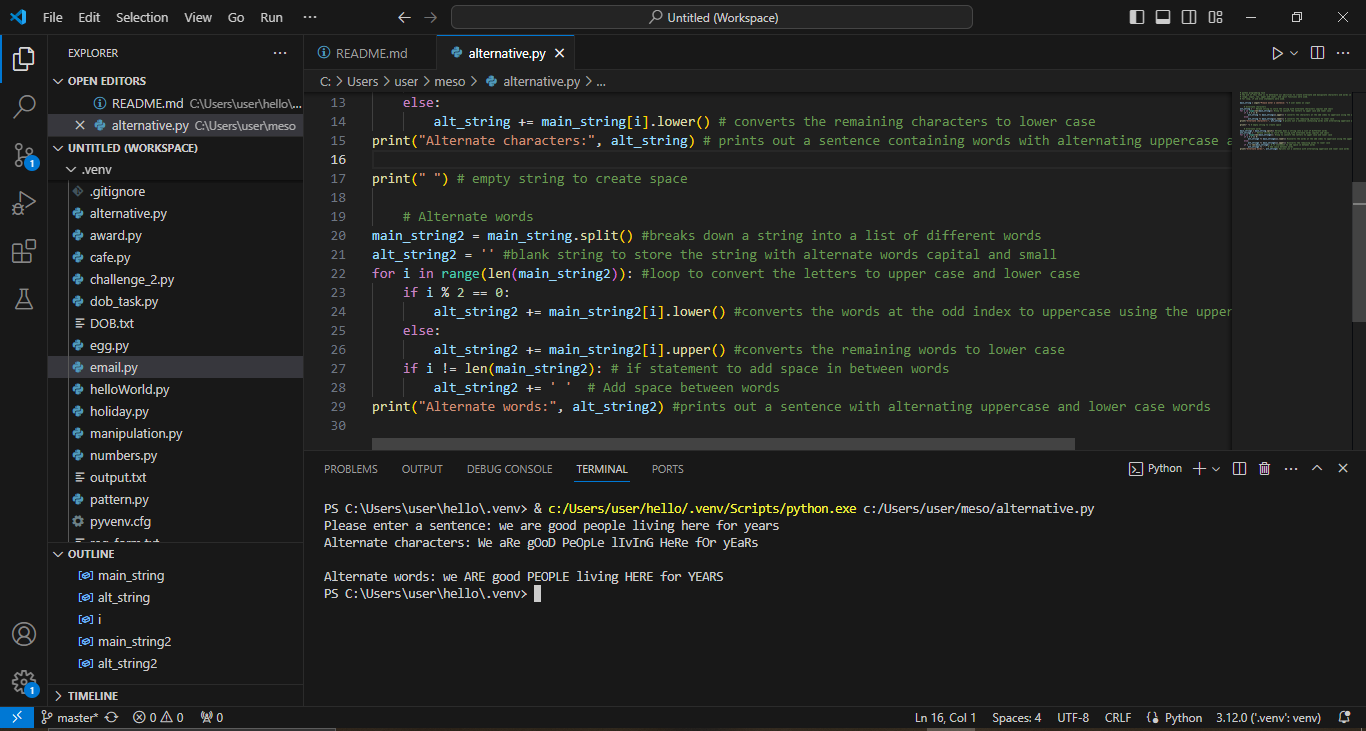 File Edit Selection View Go Run ···
Untitled (Workspace)
EXPLORER ···
OPEN EDITORS
README.md C:\Users\user\hello\...
alternative.py C:\Users\user\meso
UNTITLED (WORKSPACE)
.venv
.gitignore
alternative.py
award.py
cafe.py
challenge_2.py
dob_task.py
DOB.txt
egg.py
email.py
helloWorld.py
holiday.py
manipulation.py
numbers.py
output.txt
pattern.py
pyvenv.cfg
OUTLINE
main_string
alt_string
i
main_string2
alt_string2
TIMELINE
1
1
README.md
alternative.py
C: > Users > user > meso > alternative.py > ...
13 else:
14 alt_string += main_string[i].lower() # converts the remaining characters to lower case
15 print("Alternate characters:", alt_string) # prints out a sentence containing words with alternating uppercase a
16
17 print(" ") # empty string to create space
18
19 # Alternate words
20 main_string2 = main_string.split() #breaks down a string into a list of different words
21 alt_string2 = '' #blank string to store the string with alternate words capital and small
22 for i in range(len(main_string2)): #loop to convert the letters to upper case and lower case
23 if i % 2 == 0:
24 alt_string2 += main_string2[i].lower() #converts the words at the odd index to uppercase using the upper
25 else:
26 alt_string2 += main_string2[i].upper() #converts the remaining words to lower case
27 if i != len(main_string2): # if statement to add space in between words
28 alt_string2 += ' ' # Add space between words
29 print("Alternate words:", alt_string2) #prints out a sentence with alternating uppercase and lower case words
30
PROBLEMS OUTPUT DEBUG CONSOLE TERMINAL PORTS
Python
PS C:\Users\user\hello\.venv> & c:/Users/user/hello/.venv/Scripts/python.exe c:/Users/user/meso/alternative.py
Please enter a sentence: we are good people living here for years
Alternate characters: We aRe gOoD PeOpLe lIvInG HeRe fOr yEaRs
Alternate words: we ARE good PEOPLE living HERE for YEARS
PS C:\Users\user\hello\.venv>
master* 0 0 0
Ln 16, Col 1 Spaces: 4 UTF-8 CRLF Python 3.12.0 ('.venv': venv)